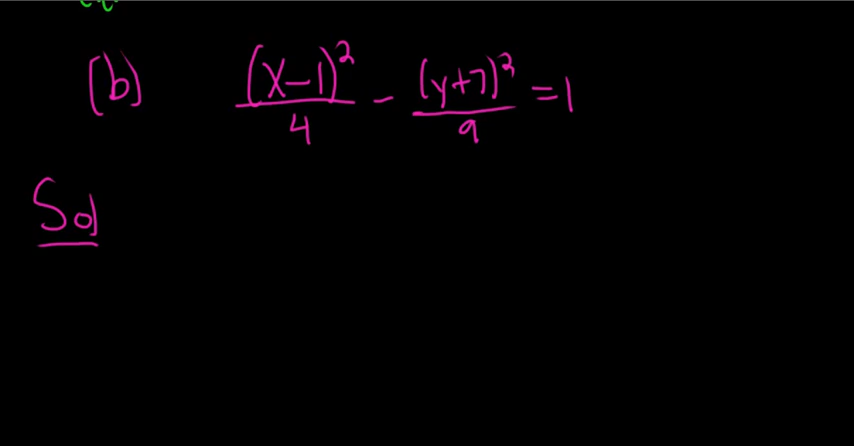 (b) (x-1)²/4 - (y+7)²/9 = 1
Sol